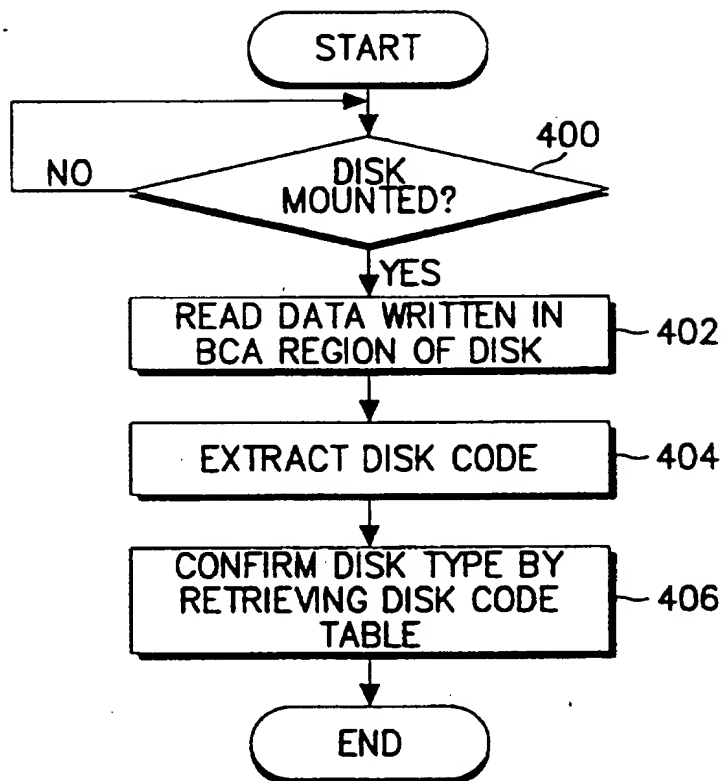 START
400
DISK
MOUNTED?
NO
YES
READ DATA WRITTEN IN
BCA REGION OF DISK
402
EXTRACT DISK CODE
404
CONFIRM DISK TYPE BY
RETRIEVING DISK CODE
TABLE
406
END